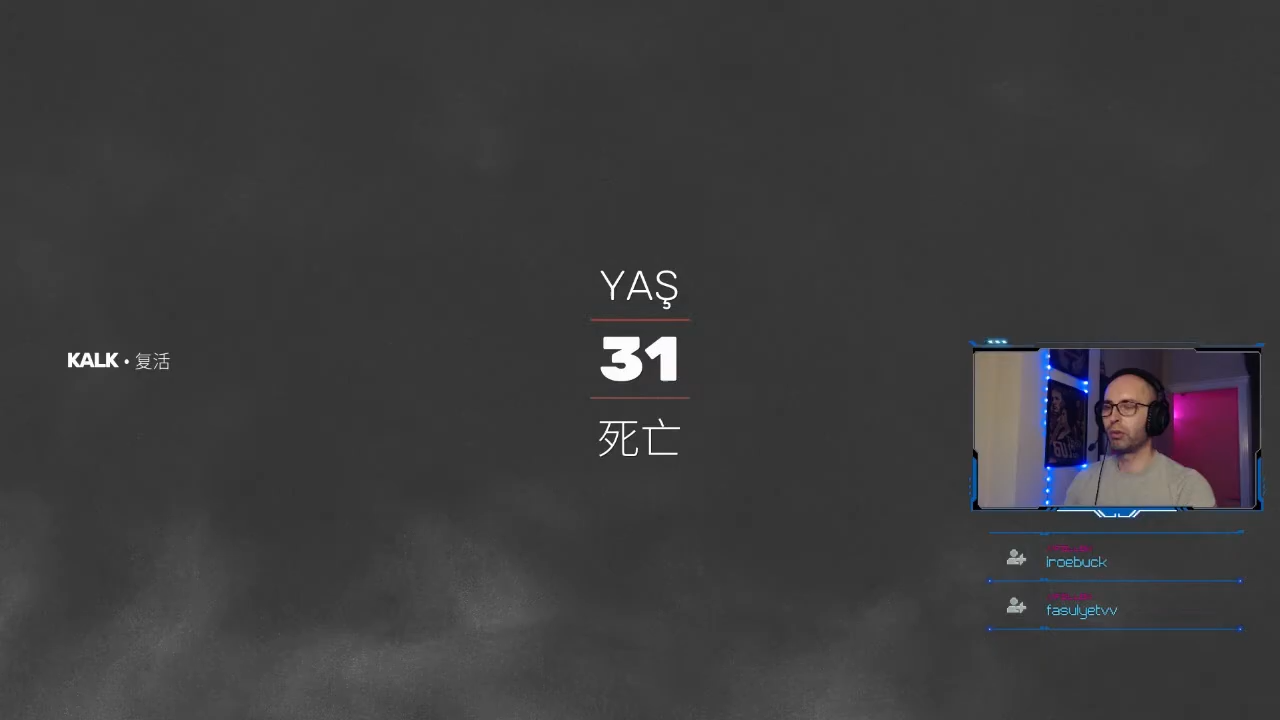 YAŞ
31
死亡
KALK • 复活
iroebuck
fasulyetvv